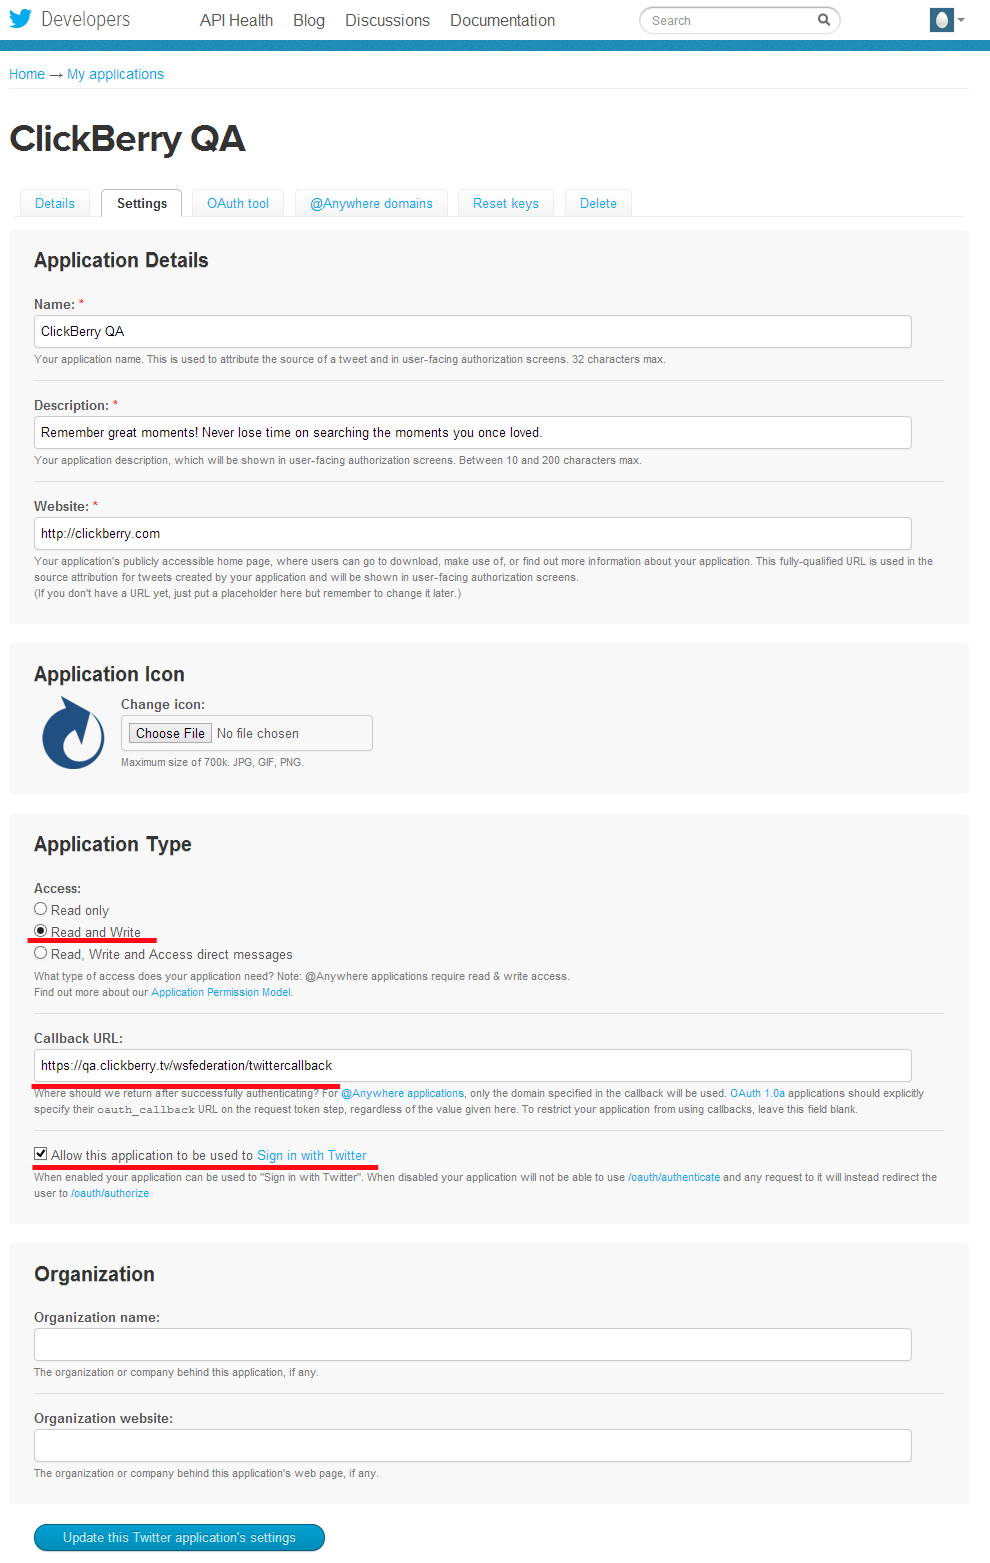 Developers API Health Blog Discussions Documentation Search
Home → My applications
ClickBerry QA
Details Settings OAuth tool @Anywhere domains Reset keys Delete
Application Details
Name: *
ClickBerry QA
Your application name. This is used to attribute the source of a tweet and in user-facing authorization screens. 32 characters max.
Description: *
Remember great moments! Never lose time on searching the moments you once loved.
Your application description, which will be shown in user-facing authorization screens. Between 10 and 200 characters max.
Website: *
http://clickberry.com
Your application's publicly accessible home page, where users can go to download, make use of, or find out more information about your application. This fully-qualified URL is used in the
source attribution for tweets created by your application and will be shown in user-facing authorization screens.
(If you don't have a URL yet, just put a placeholder here but remember to change it later.)
Application Icon
Change icon:
Choose File No file chosen
Maximum size of 700k. JPG, GIF, PNG.
Application Type
Access:
Read only
Read and Write
Read, Write and Access direct messages
What type of access does your application need? Note: @Anywhere applications require read & write access.
Find out more about our Application Permission Model.
Callback URL:
https://qa.clickberry.tv/wsfederation/twittercallback
Where should we return after successfully authenticating? For @Anywhere applications, only the domain specified in the callback will be used. OAuth 1.0a applications should explicitly
specify their oauth_callback URL on the request token step, regardless of the value given here. To restrict your application from using callbacks, leave this field blank.
Allow this application to be used to Sign in with Twitter
When enabled your application can be used to "Sign in with Twitter". When disabled your application will not be able to use /oauth/authenticate and any request to it will instead redirect the
user to /oauth/authorize
Organization
Organization name:
The organization or company behind this application, if any.
Organization website:
The organization or company behind this application's web page, if any.
Update this Twitter application's settings